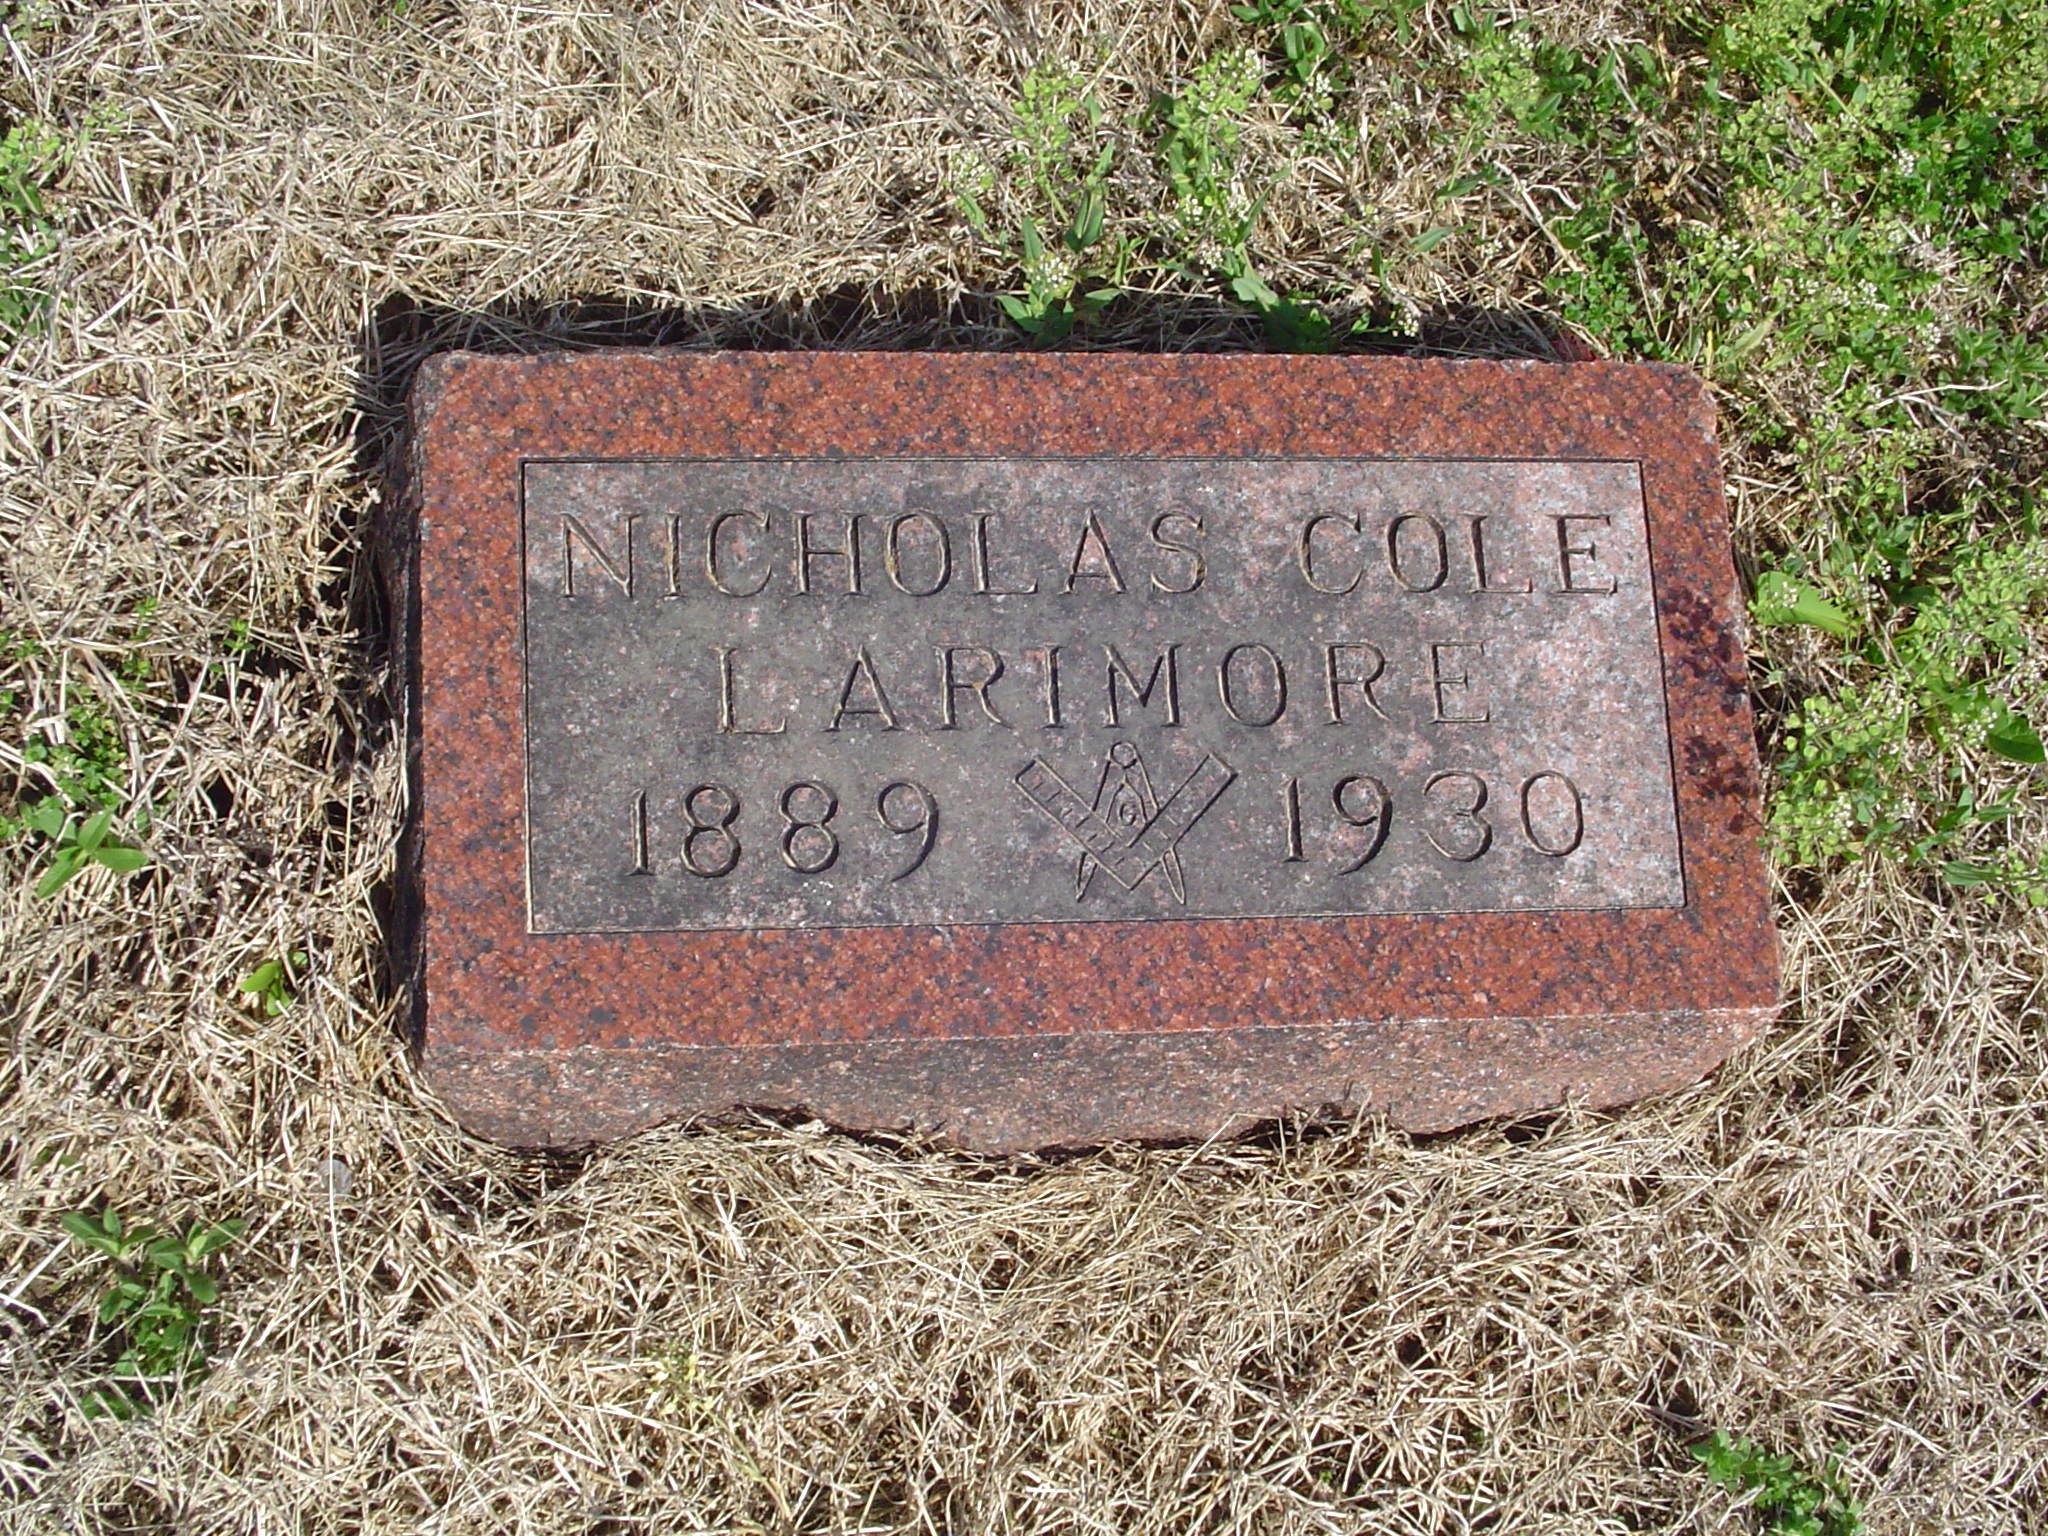 NICHOLAS COLE
LARIMORE
1889 G 1930